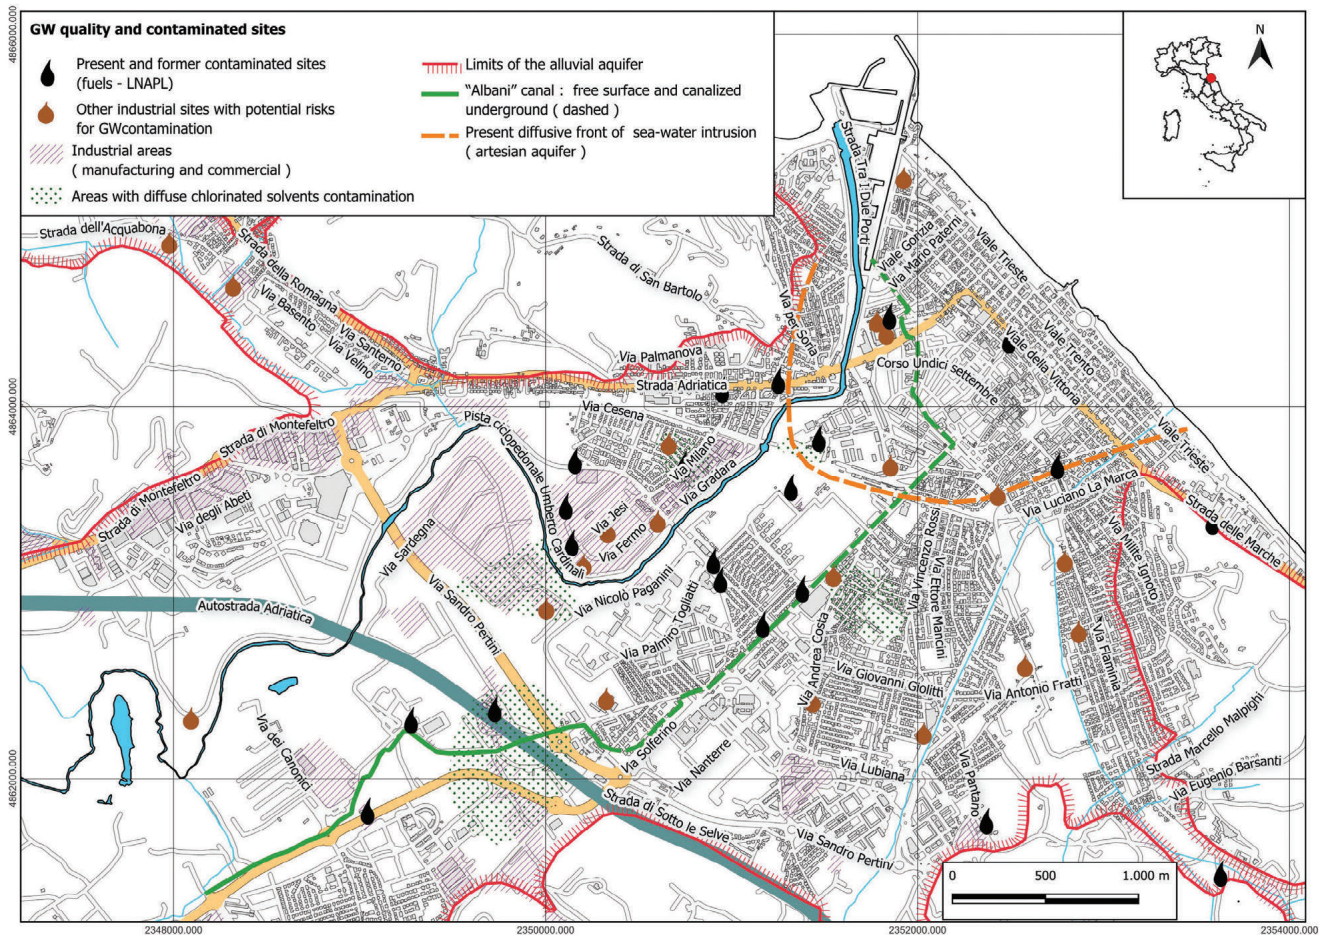 GW quality and contaminated sites
Present and former contaminated sites
(fuels - LNAPL)
Other industrial sites with potential risks
for GWcontamination
Industrial areas
( manufacturing and commercial )
Areas with diffuse chlorinated solvents contamination
Limits of the alluvial aquifer
“Albani” canal : free surface and canalized
underground ( dashed )
Present diffusive front of sea-water intrusion
( artesian aquifer )
N
4866000.000
4864000.000
4862000.000
Strada dell'Acquabona
Strada della Romagna
Via Basento
Via Santerno
Via Velino
Strada di San Bartolo
Strada Tra I Due Porti
Viale Gorizia
Via Mario Paterni
Viale Trieste
Via per Soria
Via Palmanova
Strada Adriatica
Corso Undici settembre
Viale della Vittoria
Viale Trento
Via Cesena
Strada di Montefeltro
Pista ciclopedonale Umberto Cardinali
Via Milano
Via Gradara
Viale Trieste
Strada di Montefeltro
Via degli Abeti
Via Luciano La Marca
Strada delle Marche
Via Sardegna
Via Jesi
Via Fermo
Via Vincenzo Rossi
Via Ettore Mancini
Via Milite Ignoto
Autostrada Adriatica
Via Sandro Pertini
Via Nicolò Paganini
Via Palmiro Togliatti
Via Andrea Costa
Via Flaminia
Via Giovanni Giolitti
Via Antonio Fratti
Via dei Canonici
Via Solferino
Via Nanterre
Via Lubiana
Via Pantano
Strada Marcello Malpighi
Via Eugenio Barsanti
Strada di Sotto le Selve
Via Sandro Pertini
0 500 1.000 m
2348000.000 2350000.000 2352000.000 2354000.000